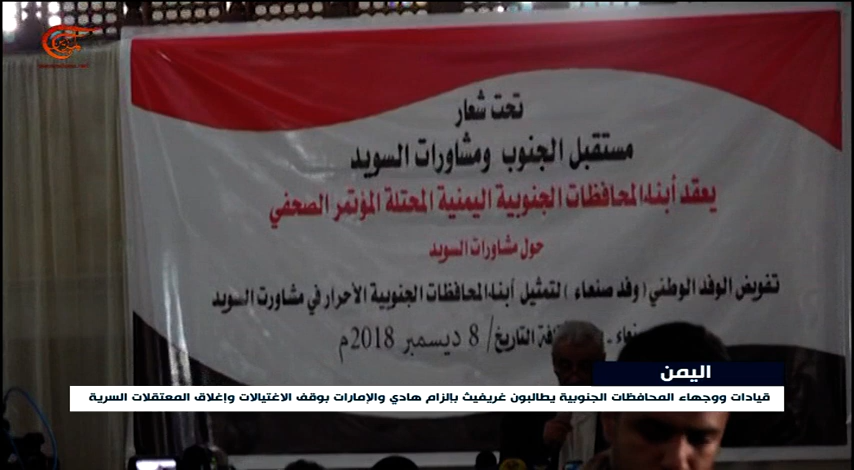 الميادين
تحت شعار
مستقبل الجنوب ومشاورات السويد
يعقد أبناء المحافظات الجنوبية اليمنية المحتلة المؤتمر الصحفي
حول مشاورات السويد
تفويض الوفد الوطني (وفد صنعاء) لتمثيل أبناء المحافظات الجنوبية الأحرار في مشاورت السويد
التاريخ/ 8 ديسمبر 2018م
اليمن
قيادات ووجهاء المحافظات الجنوبية يطالبون غريفيث بإلزام هادي والإمارات بوقف الاغتيالات وإغلاق المعتقلات السرية